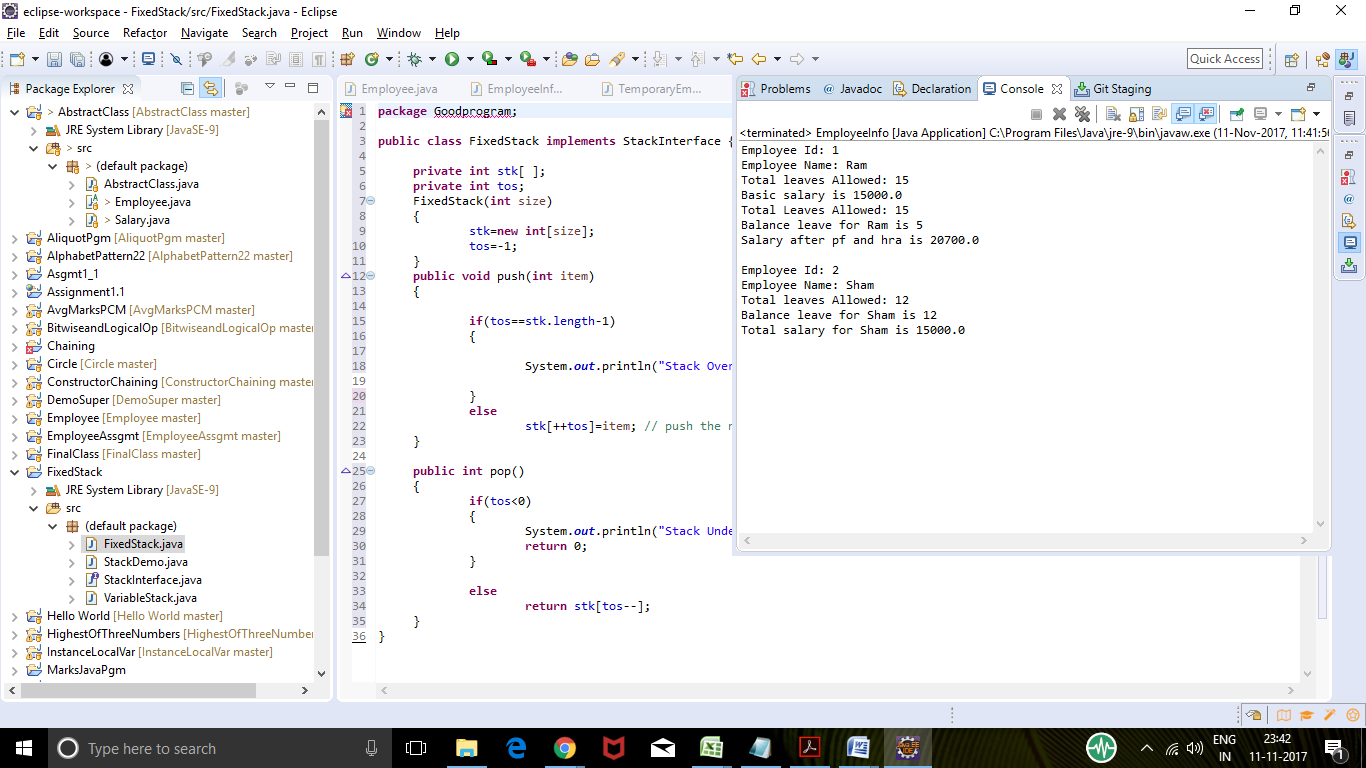 eclipse-workspace - FixedStack/src/FixedStack.java - Eclipse
File Edit Source Refactor Navigate Search Project Run Window Help
Quick Access
Package Explorer
> AbstractClass [AbstractClass master]
JRE System Library [JavaSE-9]
> src
> (default package)
AbstractClass.java
> Employee.java
> Salary.java
AliquotPgm [AliquotPgm master]
AlphabetPattern22 [AlphabetPattern22 master]
Asgmt1_1
Assignment1.1
AvgMarksPCM [AvgMarksPCM master]
BitwiseandLogicalOp [BitwiseandLogicalOp master
Chaining
Circle [Circle master]
ConstructorChaining [ConstructorChaining master
DemoSuper [DemoSuper master]
Employee [Employee master]
EmployeeAssgmt [EmployeeAssgmt master]
FinalClass [FinalClass master]
FixedStack
JRE System Library [JavaSE-9]
src
(default package)
FixedStack.java
StackDemo.java
StackInterface.java
VariableStack.java
Hello World [Hello World master]
HighestOfThreeNumbers [HighestOfThreeNumber
InstanceLocalVar [InstanceLocalVar master]
MarksJavaPgm
Employee.java EmployeeInf... TemporaryEm...
1 package Goodprogram;
2
3 public class FixedStack implements StackInterface {
4
5 private int stk[ ];
6 private int tos;
7 FixedStack(int size)
8 {
9 stk=new int[size];
10 tos=-1;
11 }
12 public void push(int item)
13 {
14
15 if(tos==stk.length-1)
16 {
17
18 System.out.println("Stack Over
19
20 }
21 else
22 stk[++tos]=item; // push the
23 }
24
25 public int pop()
26 {
27 if(tos<0)
28 {
29 System.out.println("Stack Unde
30 return 0;
31 }
32
33 else
34 return stk[tos--];
35 }
36 }
Problems @ Javadoc Declaration Console Git Staging
<terminated> EmployeeInfo [Java Application] C:\Program Files\Java\jre-9\bin\javaw.exe (11-Nov-2017, 11:41:50
Employee Id: 1
Employee Name: Ram
Total leaves Allowed: 15
Basic salary is 15000.0
Total Leaves Allowed: 15
Balance leave for Ram is 5
Salary after pf and hra is 20700.0
Employee Id: 2
Employee Name: Sham
Total leaves Allowed: 12
Balance leave for Sham is 12
Total salary for Sham is 15000.0
Type here to search
ENG
IN
23:42
11-11-2017
1